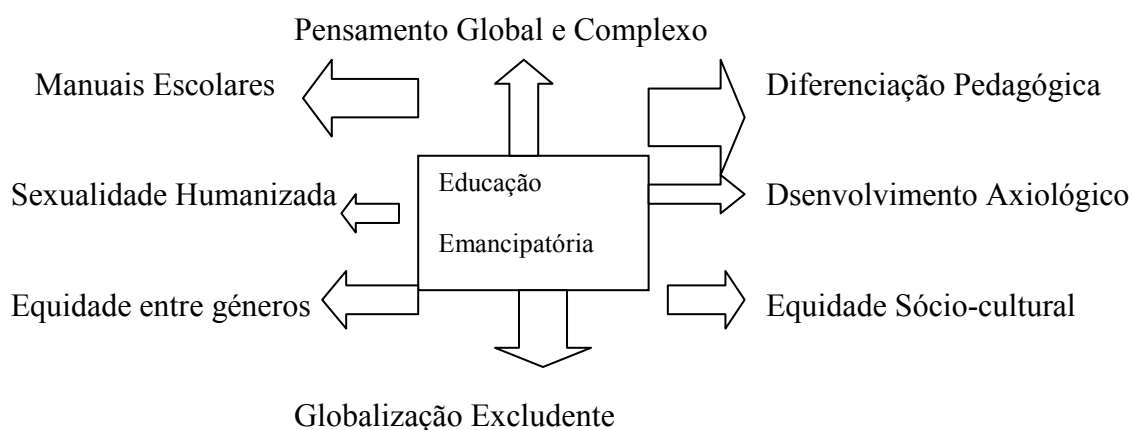 Pensamento Global e Complexo
Manuais Escolares
Diferenciação Pedagógica
Educação
Sexualidade Humanizada
Dsenvolvimento Axiológico
Emancipatória
Equidade entre géneros
Equidade Sócio-cultural
Globalização Excludente